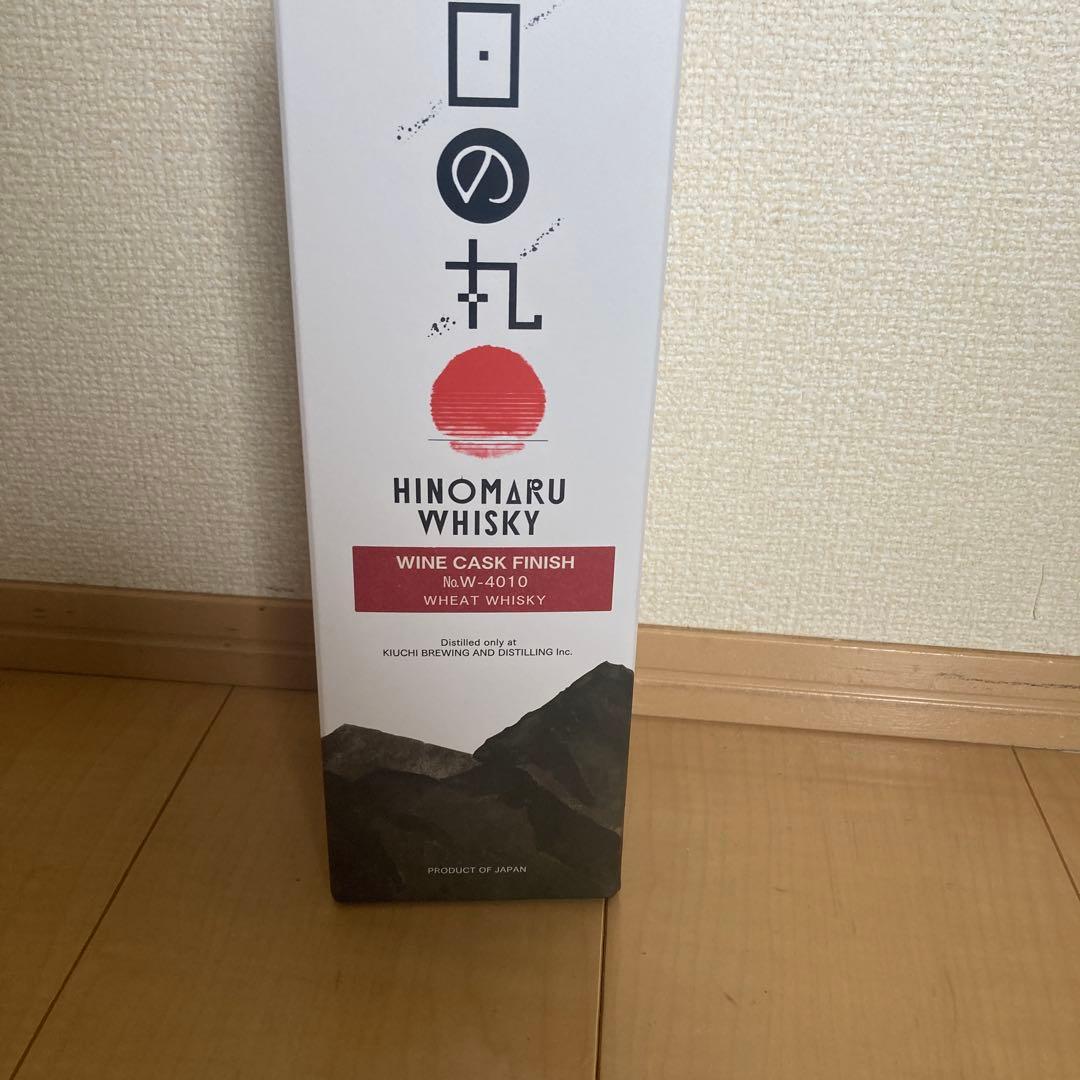 日の丸
HINOMARU
WHISKY
WINE CASK FINISH
№W-4010
WHEAT WHISKY
Distilled only at
KIUCHI BREWING AND DISTILLING Inc.
PRODUCT OF JAPAN